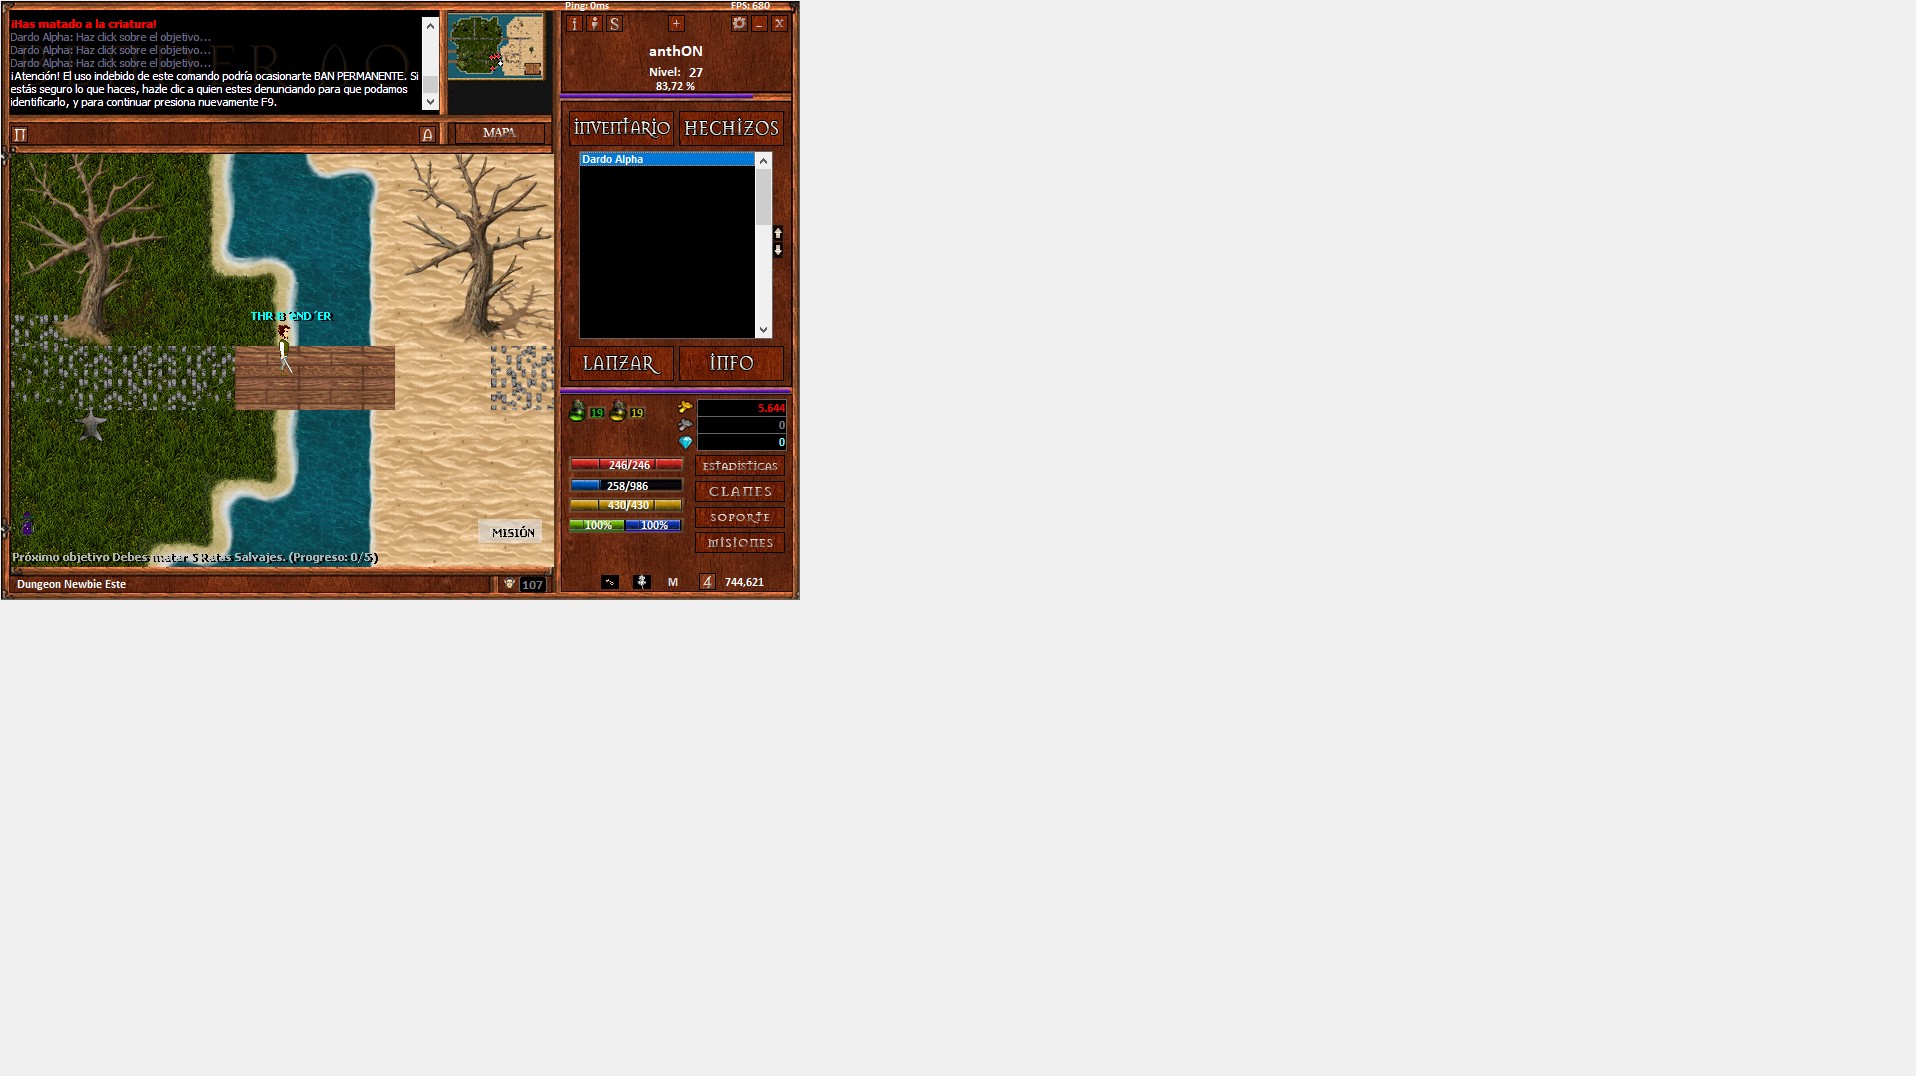 Ping: 0ms
FPS: 680
¡Has matado a la criatura!
Dardo Alpha: Haz click sobre el objetivo...
Dardo Alpha: Haz click sobre el objetivo...
Dardo Alpha: Haz click sobre el objetivo...
¡Atención! El uso indebido de este comando podría ocasionarte BAN PERMANENTE. Si
estás seguro lo que haces, hazle clic a quien estes denunciando para que podamos
identificarlo, y para continuar presiona nuevamente F9.
MAPA
i
S
+
_
X
anthON
Nivel: 27
83,72 %
INVENTARIO
HECHIZOS
Dardo Alpha
LANZAR
INFO
19
19
5.644
0
0
246/246
258/986
430/430
100%
100%
ESTADISTICAS
CLANES
SOPORTE
MISIONES
M
4
744,621
MISIÓN
Próximo objetivo Debes matar 5 Ratas Salvajes. (Progreso: 0/5)
Dungeon Newbie Este
107